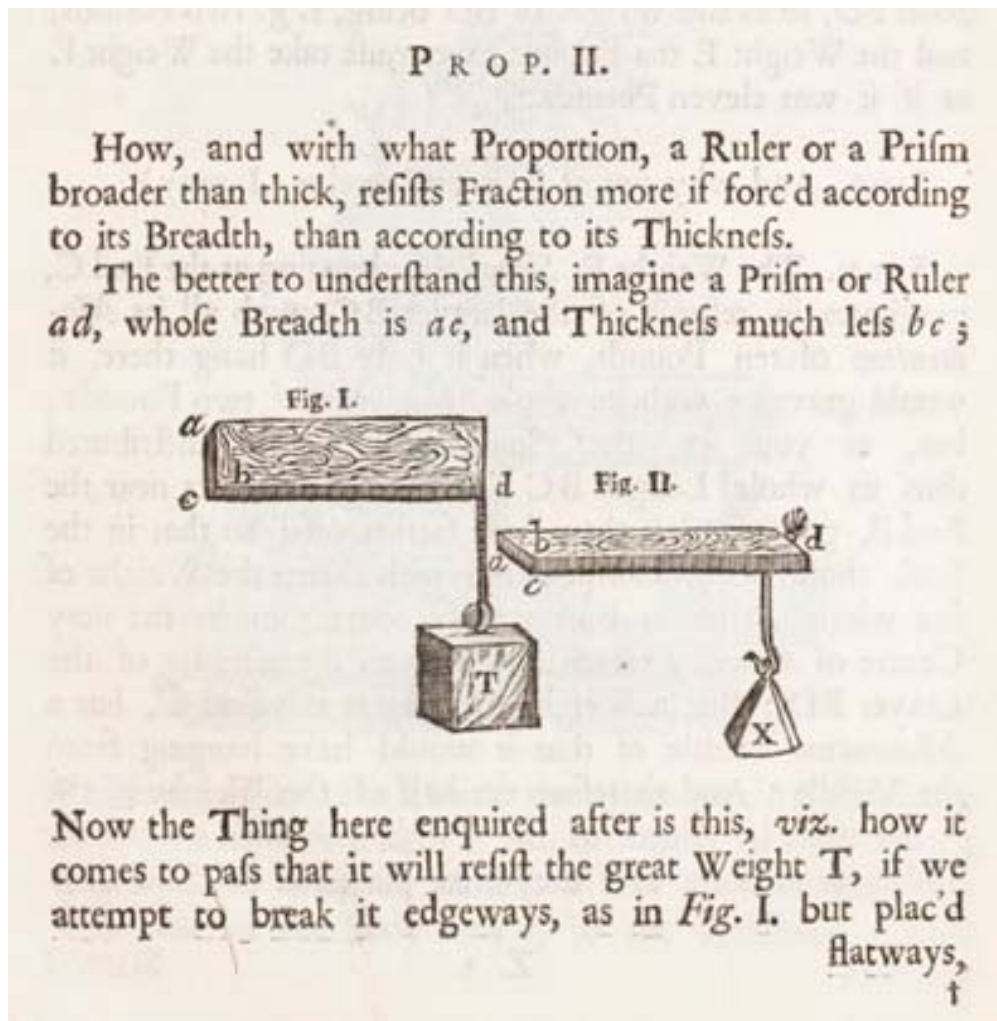 PROP. II.
How, and with what Proportion, a Ruler or a Priſm
broader than thick, reſiſts Fraction more if forc'd according
to its Breadth, than according to its Thickneſs.
The better to underſtand this, imagine a Priſm or Ruler
ad, whoſe Breadth is ac, and Thickneſs much leſs bc ;
Fig. I.
a
b
c
d
Fig. II.
b
d
a
c
T
X
Now the Thing here enquired after is this, viz. how it
comes to paſs that it will reſiſt the great Weight T, if we
attempt to break it edgeways, as in Fig. I. but plac'd
flatways,
†